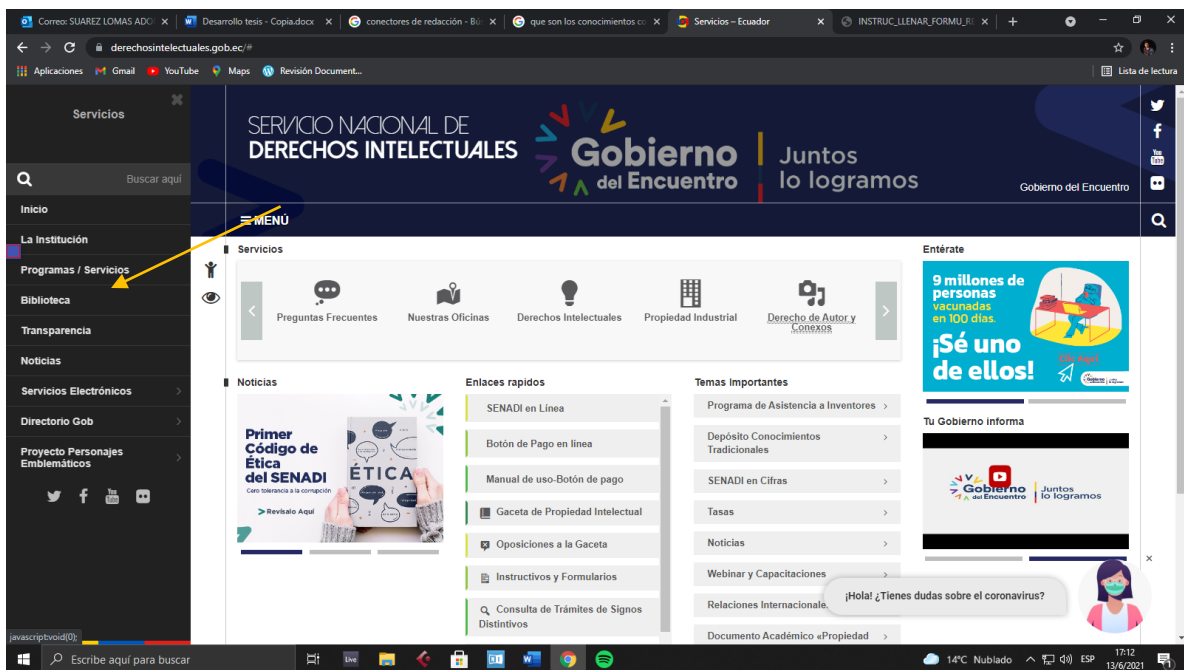 Correo: SUAREZ LOMAS ADO
Desarrollo tesis - Copia.docx
conectores de redacción - Bú
que son los conocimientos co
Servicios – Ecuador
INSTRUC_LLENAR_FORMU_RE
derechosintelectuales.gob.ec/#
Aplicaciones
Gmail
YouTube
Maps
Revisión Document...
Lista de lectura
Servicios
Buscar aquí
Inicio
La Institución
Programas / Servicios
Biblioteca
Transparencia
Noticias
Servicios Electrónicos
Directorio Gob
Proyecto Personajes
Emblemáticos
You
Tube
javascript:void(0);
SERVICIO NACIONAL DE
DERECHOS INTELECTUALES
Gobierno
del Encuentro
Juntos
lo logramos
Gobierno del Encuentro
You
Tube
MENÚ
Servicios
Preguntas Frecuentes
Nuestras Oficinas
Derechos Intelectuales
Propiedad Industrial
Derecho de Autor y
Conexos
Noticias
Primer
Código de
Ética
del SENADI
Cero tolerancia a la corrupción
> Revísalo Aquí
ÉTICA
Enlaces rapidos
SENADI en Línea
Botón de Pago en línea
Manual de uso-Botón de pago
Gaceta de Propiedad Intelectual
Oposiciones a la Gaceta
Instructivos y Formularios
Consulta de Trámites de Signos
Distintivos
Temas Importantes
Programa de Asistencia a Inventores
Depósito Conocimientos
Tradicionales
SENADI en Cifras
Tasas
Noticias
Webinar y Capacitaciones
Relaciones Internacionale
Documento Académico «Propiedad
Entérate
9 millones de
personas
vacunadas
en 100 días.
¡Sé uno
de ellos!
Clic Aquí
Tu Gobierno informa
Gobierno
del Encuentro
Juntos
lo logramos
¡Hola! ¿Tienes dudas sobre el coronavirus?
Escribe aquí para buscar
Live
14°C Nublado
ESP
17:12
13/6/2021